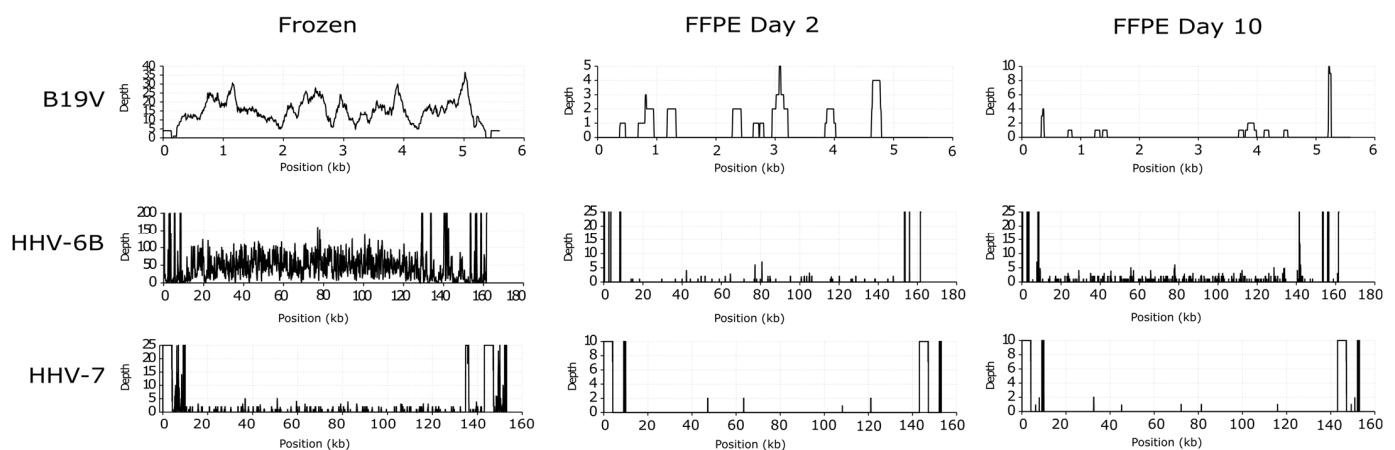 Frozen
FFPE Day 2
FFPE Day 10
B19V
Depth
40
35
30
25
20
15
10
5
0
0 1 2 3 4 5 6
Position (kb)
Depth
5
4
3
2
1
0
0 1 2 3 4 5 6
Position (kb)
Depth
10
8
6
4
2
0
0 1 2 3 4 5 6
Position (kb)
HHV-6B
Depth
200
150
100
50
0
0 20 40 60 80 100 120 140 160 180
Position (kb)
Depth
25
20
15
10
5
0
0 20 40 60 80 100 120 140 160 180
Position (kb)
Depth
25
20
15
10
5
0
0 20 40 60 80 100 120 140 160 180
Position (kb)
HHV-7
Depth
25
20
15
10
5
0
0 20 40 60 80 100 120 140 160
Position (kb)
Depth
10
8
6
4
2
0
0 20 40 60 80 100 120 140 160
Position (kb)
Depth
10
8
6
4
2
0
0 20 40 60 80 100 120 140 160
Position (kb)